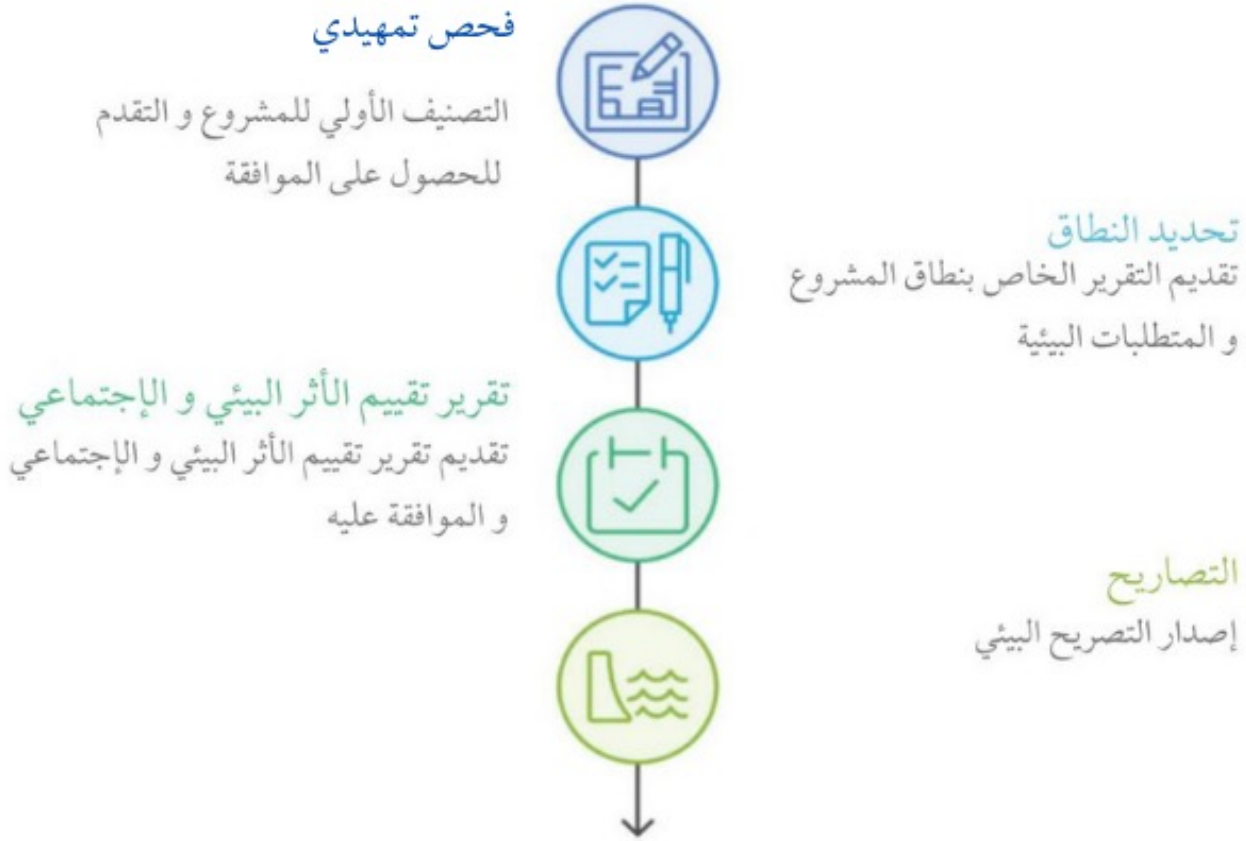 فحص تمهيدي
التصنيف الأولي للمشروع و التقدم
للحصول على الموافقة
تحديد النطاق
تقديم التقرير الخاص بنطاق المشروع
و المتطلبات البيئية
تقرير تقييم الأثر البيئي و الإجتماعي
تقديم تقرير تقييم الأثر البيئي و الإجتماعي
و الموافقة عليه
التصاريح
إصدار التصريح البيئي